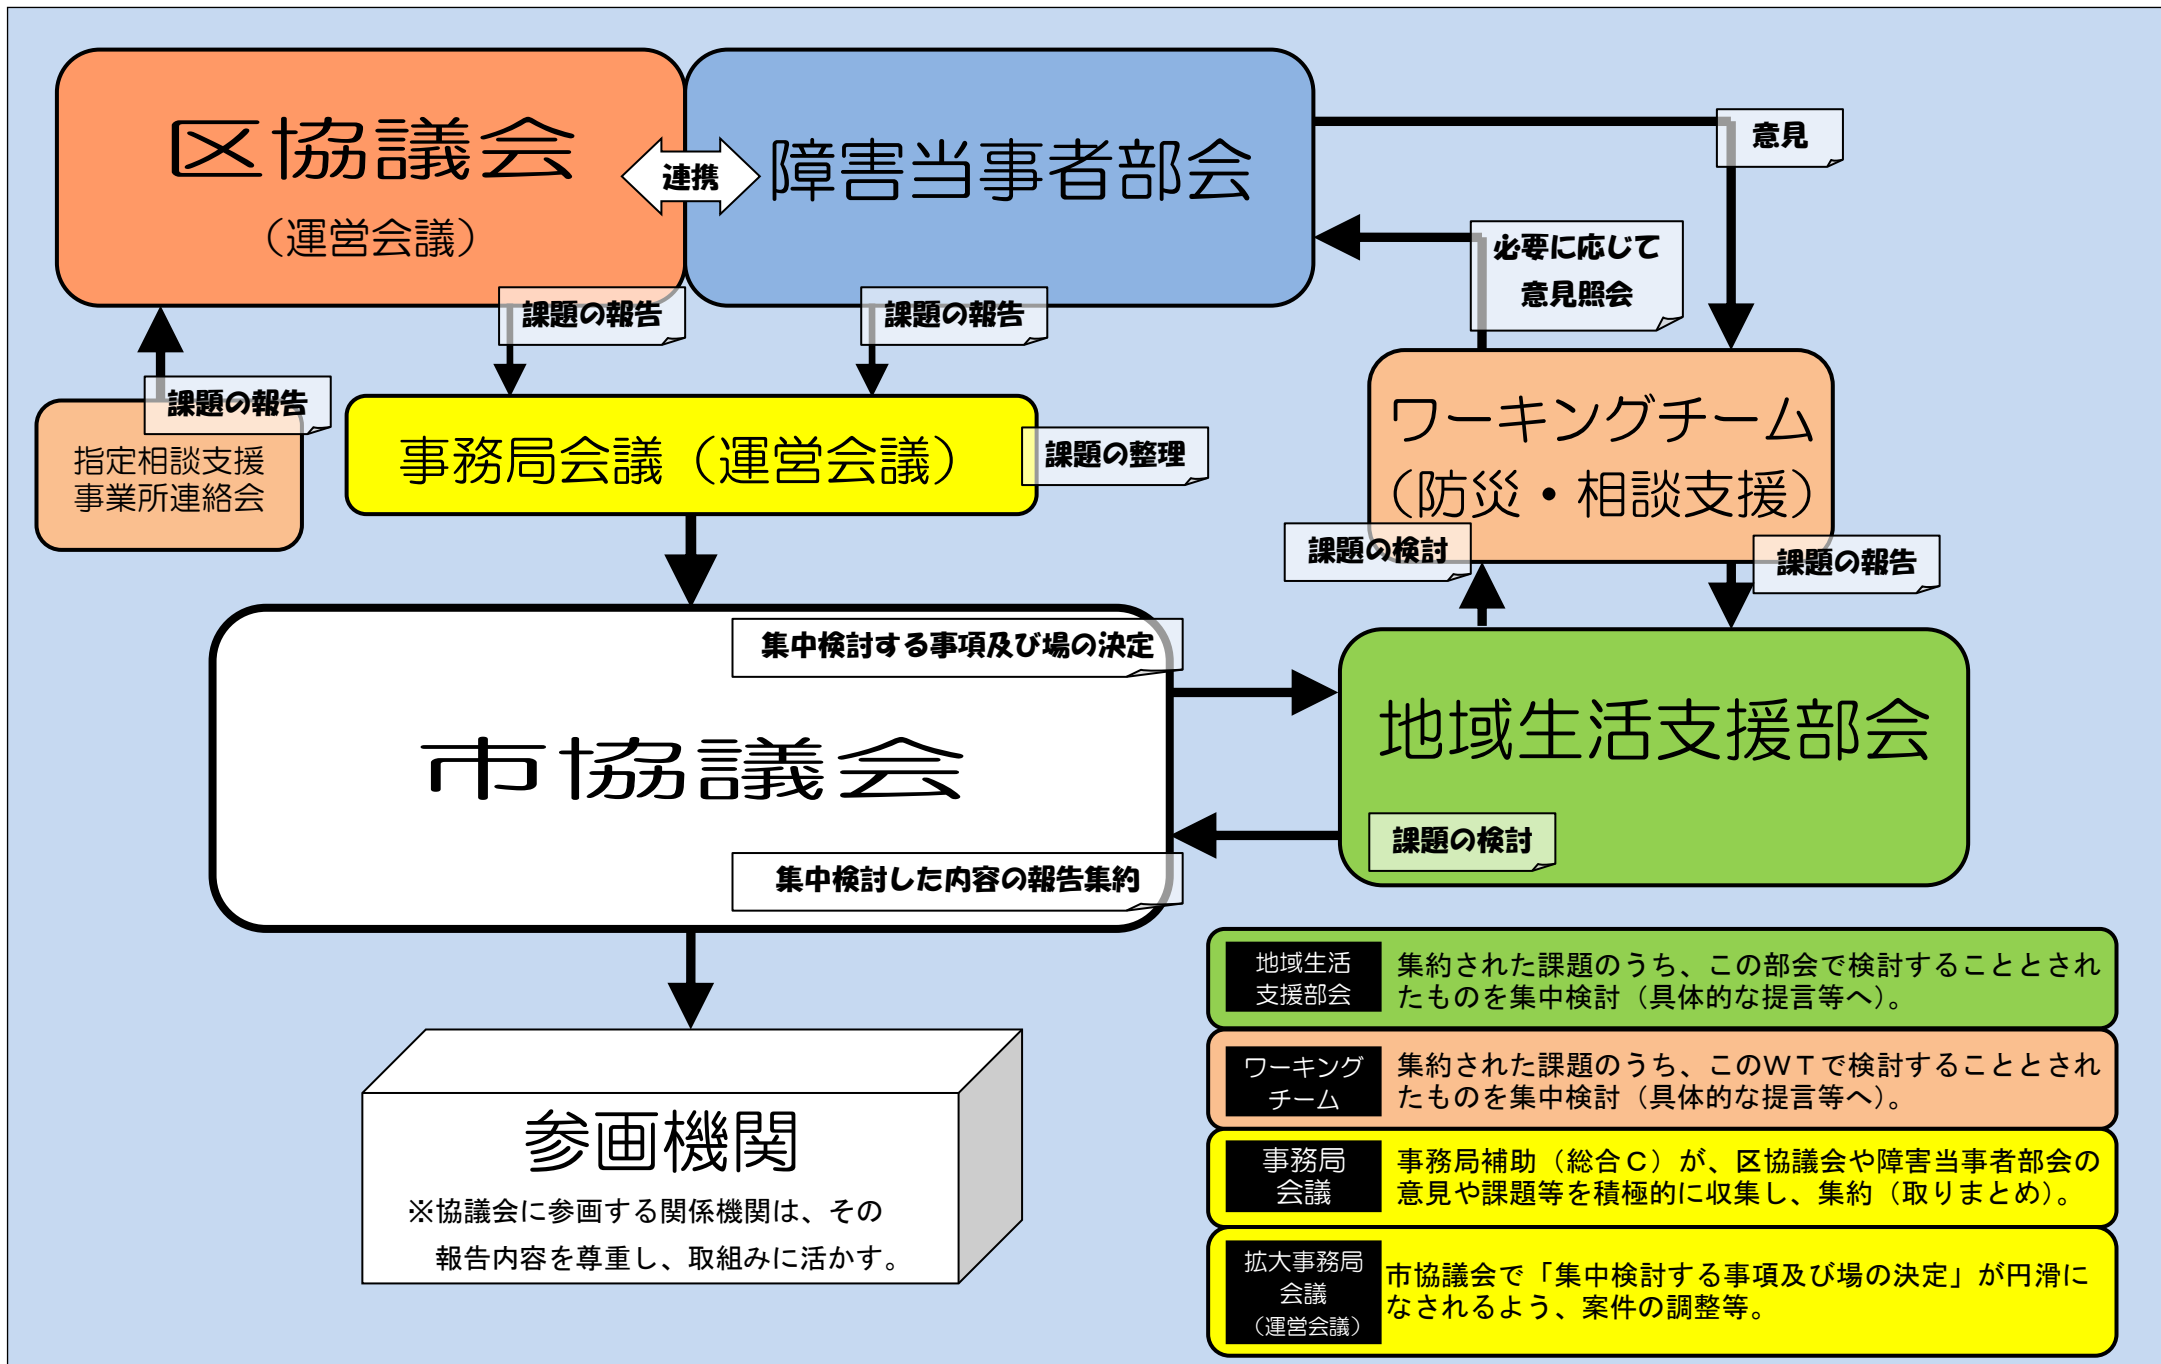 区協議会
（運営会議）
連携
障害当事者部会
意見
必要に応じて
意見照会
課題の報告
課題の報告
課題の報告
指定相談支援
事業所連絡会
事務局会議（運営会議）
課題の整理
ワーキングチーム
（防災・相談支援）
課題の検討
課題の報告
集中検討する事項及び場の決定
市協議会
集中検討した内容の報告集約
地域生活支援部会
課題の検討
参画機関
※協議会に参画する関係機関は、その
報告内容を尊重し、取組みに活かす。
地域生活
支援部会
集約された課題のうち、この部会で検討することとされ
たものを集中検討（具体的な提言等へ）。
ワーキング
チーム
集約された課題のうち、このＷＴで検討することとされ
たものを集中検討（具体的な提言等へ）。
事務局
会議
事務局補助（総合Ｃ）が、区協議会や障害当事者部会の
意見や課題等を積極的に収集し、集約（取りまとめ）。
拡大事務局
会議
（運営会議）
市協議会で「集中検討する事項及び場の決定」が円滑に
なされるよう、案件の調整等。